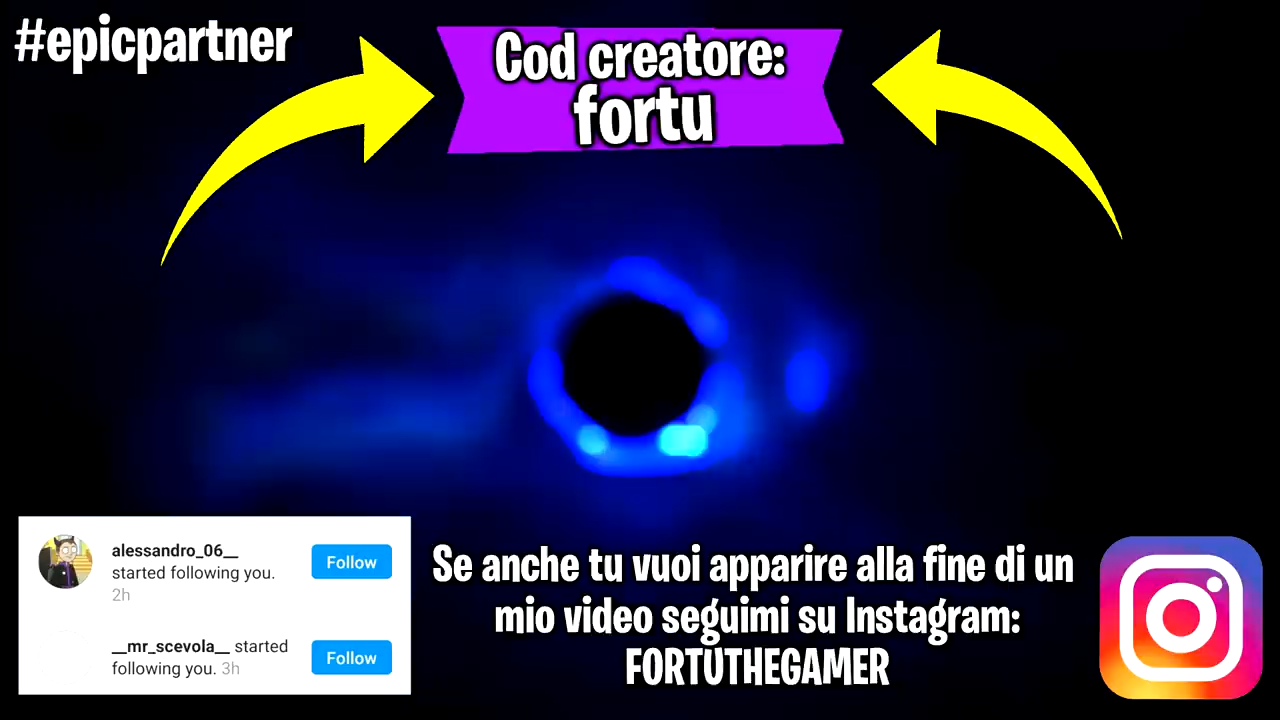 #epicpartner
Cod creatore:
fortu
alessandro_06__
started following you.
2h
Follow
__mr_scevola__ started
following you. 3h
Follow
Se anche tu vuoi apparire alla fine di un
mio video seguimi su Instagram:
FORTUTHEGAMER